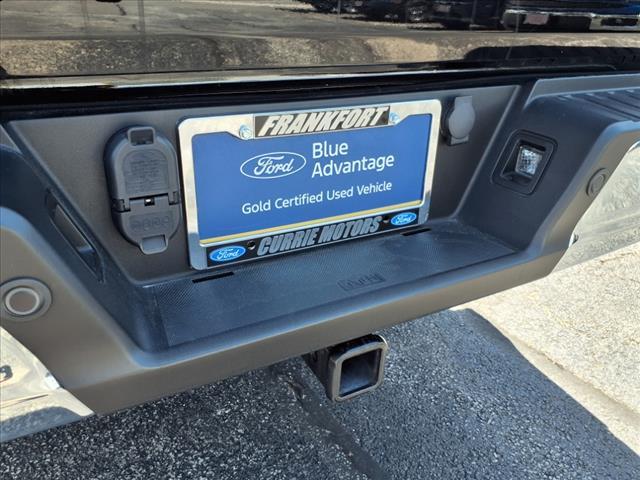 FRANKFORT
Ford
Blue
Advantage
Gold Certified Used Vehicle
Ford CURRIE MOTORS Ford